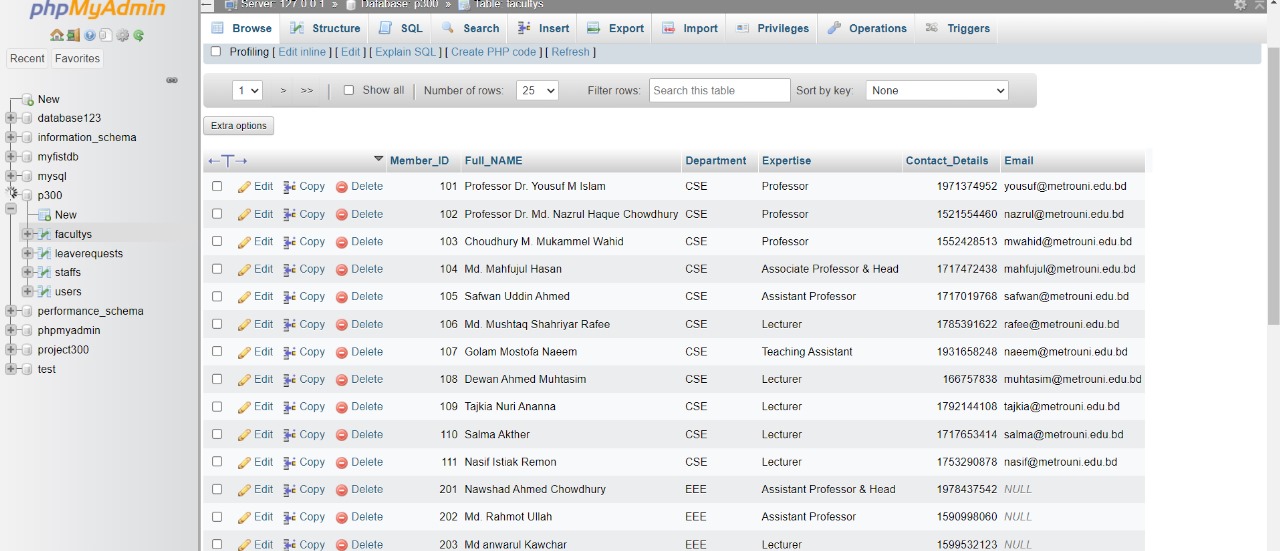 phpMyAdmin
Server: 127.0.0.1 » Database: p300 » Table: facultys
Browse Structure SQL Search Insert Export Import Privileges Operations Triggers
Profiling [ Edit inline ] [ Edit ] [ Explain SQL ] [ Create PHP code ] [ Refresh ]
Recent Favorites
1 > >> Show all Number of rows: 25 Filter rows: Search this table Sort by key: None
Extra options
New
database123
information_schema
myfistdb
mysql
p300
New
facultys
leaverequests
staffs
users
performance_schema
phpmyadmin
project300
test
Member_ID Full_NAME Department Expertise Contact_Details Email
Edit Copy Delete 101 Professor Dr. Yousuf M Islam CSE Professor 1971374952 yousuf@metrouni.edu.bd
Edit Copy Delete 102 Professor Dr. Md. Nazrul Haque Chowdhury CSE Professor 1521554460 nazrul@metrouni.edu.bd
Edit Copy Delete 103 Choudhury M. Mukammel Wahid CSE Professor 1552428513 mwahid@metrouni.edu.bd
Edit Copy Delete 104 Md. Mahfujul Hasan CSE Associate Professor & Head 1717472438 mahfujul@metrouni.edu.bd
Edit Copy Delete 105 Safwan Uddin Ahmed CSE Assistant Professor 1717019768 safwan@metrouni.edu.bd
Edit Copy Delete 106 Md. Mushtaq Shahriyar Rafee CSE Lecturer 1785391622 rafee@metrouni.edu.bd
Edit Copy Delete 107 Golam Mostofa Naeem CSE Teaching Assistant 1931658248 naeem@metrouni.edu.bd
Edit Copy Delete 108 Dewan Ahmed Muhtasim CSE Lecturer 166757838 muhtasim@metrouni.edu.bd
Edit Copy Delete 109 Tajkia Nuri Ananna CSE Lecturer 1792144108 tajkia@metrouni.edu.bd
Edit Copy Delete 110 Salma Akther CSE Lecturer 1717653414 salma@metrouni.edu.bd
Edit Copy Delete 111 Nasif Istiak Remon CSE Lecturer 1753290878 nasif@metrouni.edu.bd
Edit Copy Delete 201 Nawshad Ahmed Chowdhury EEE Assistant Professor & Head 1978437542 NULL
Edit Copy Delete 202 Md. Rahmot Ullah EEE Assistant Professor 1590998060 NULL
Edit Copy Delete 203 Md anwarul Kawchar EEE Lecturer 1599532123 NULL